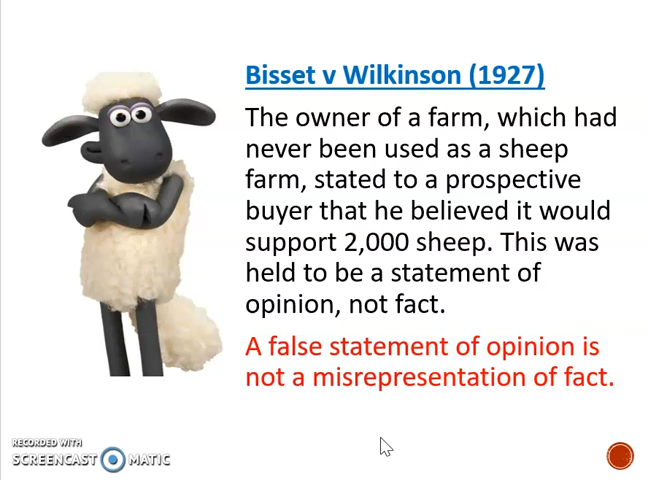 Bisset v Wilkinson (1927)
The owner of a farm, which had
never been used as a sheep
farm, stated to a prospective
buyer that he believed it would
support 2,000 sheep. This was
held to be a statement of
opinion, not fact.
A false statement of opinion is
not a misrepresentation of fact.
RECORDED WITH
SCREENCAST MATIC